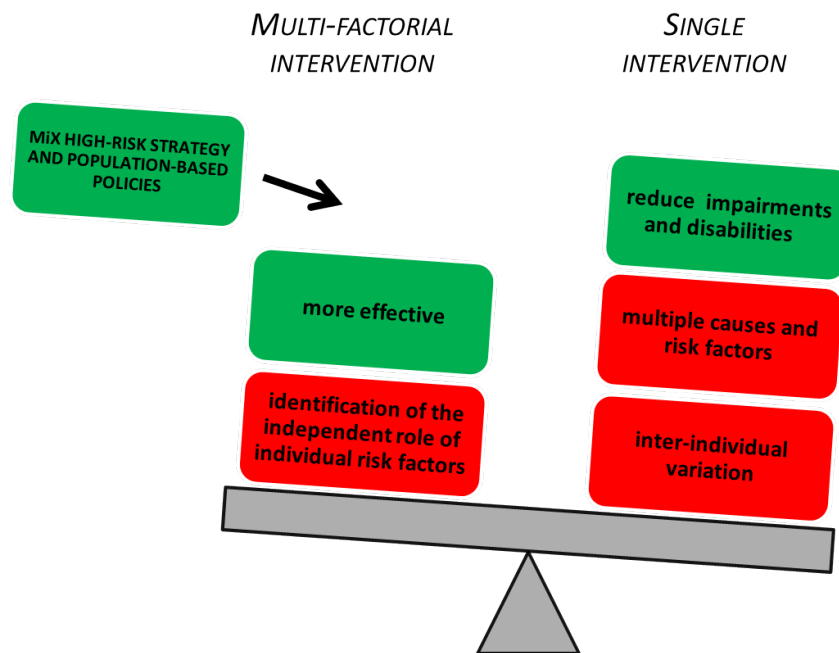 MULTI-FACTORIAL
INTERVENTION
SINGLE
INTERVENTION
MiX HIGH-RISK STRATEGY
AND POPULATION-BASED
POLICIES
more effective
identification of the
independent role of
individual risk factors
reduce impairments
and disabilities
multiple causes and
risk factors
inter-individual
variation